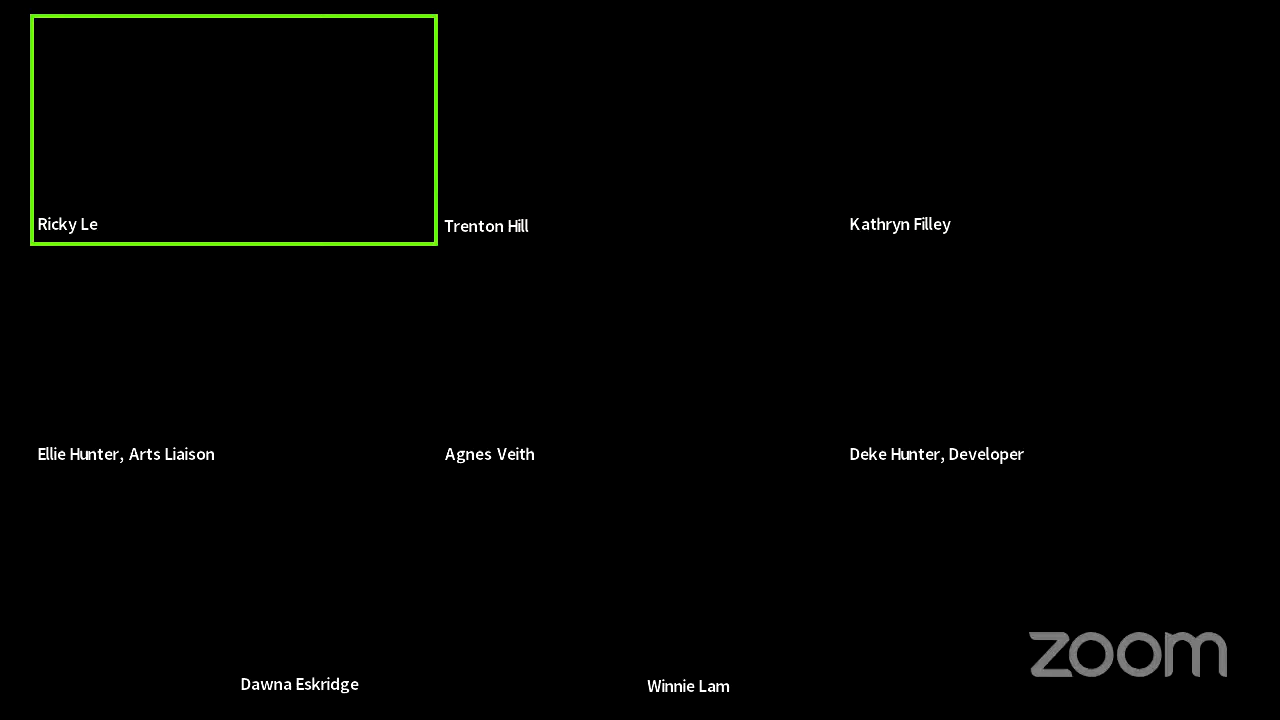 Ricky Le
Trenton Hill
Kathryn Filley
Ellie Hunter, Arts Liaison
Agnes Veith
Deke Hunter, Developer
Dawna Eskridge
Winnie Lam
zoom